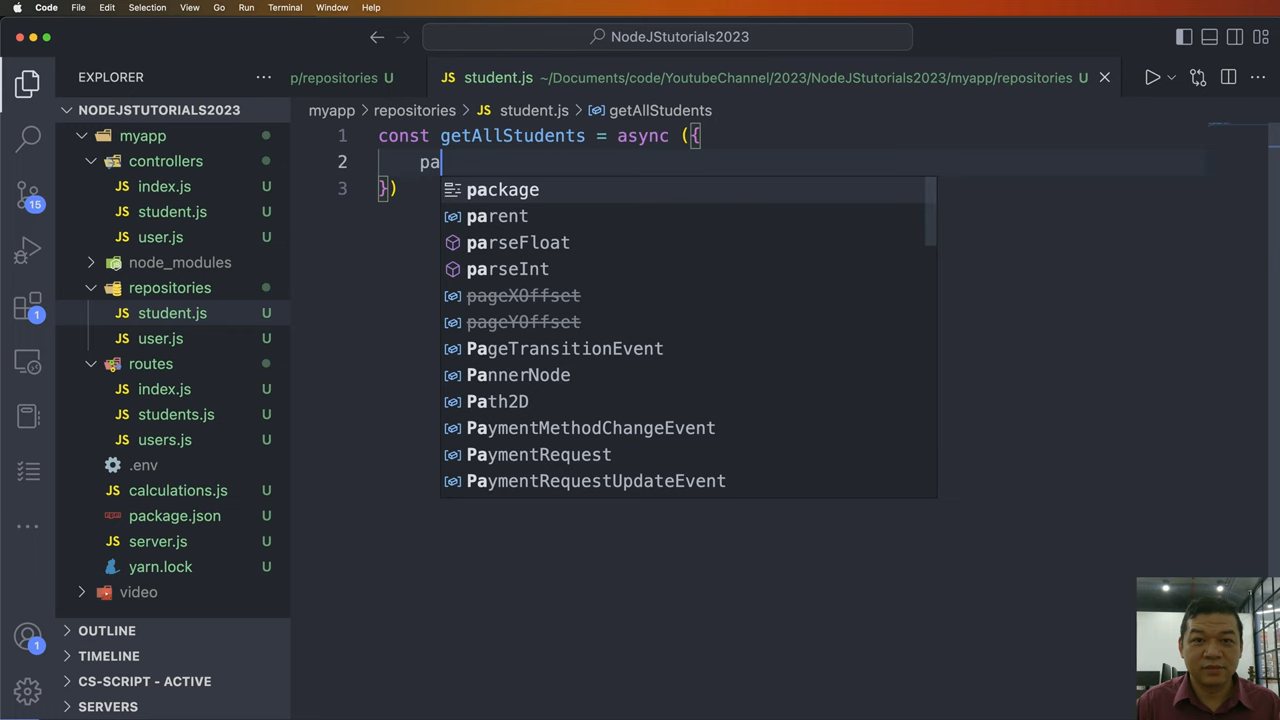 Code File Edit Selection View Go Run Terminal Window Help
NodeJStutorials2023
EXPLORER
p/repositories U
JS student.js ~/Documents/code/YoutubeChannel/2023/NodeJStutorials2023/myapp/repositories U
NODEJSTUTORIALS2023
myapp > repositories > JS student.js > getAllStudents
myapp
1 const getAllStudents = async ({
controllers
2 pa
JS index.js U
3 })
package
15
JS student.js U
parent
JS user.js U
parseFloat
node_modules
parseInt
repositories
pageXOffset
1
JS student.js U
pageYOffset
JS user.js U
PageTransitionEvent
routes
PannerNode
JS index.js U
Path2D
JS students.js U
PaymentMethodChangeEvent
JS users.js U
PaymentRequest
.env
PaymentRequestUpdateEvent
JS calculations.js U
package.json U
JS server.js U
yarn.lock U
video
OUTLINE
1
TIMELINE
CS-SCRIPT - ACTIVE
SERVERS